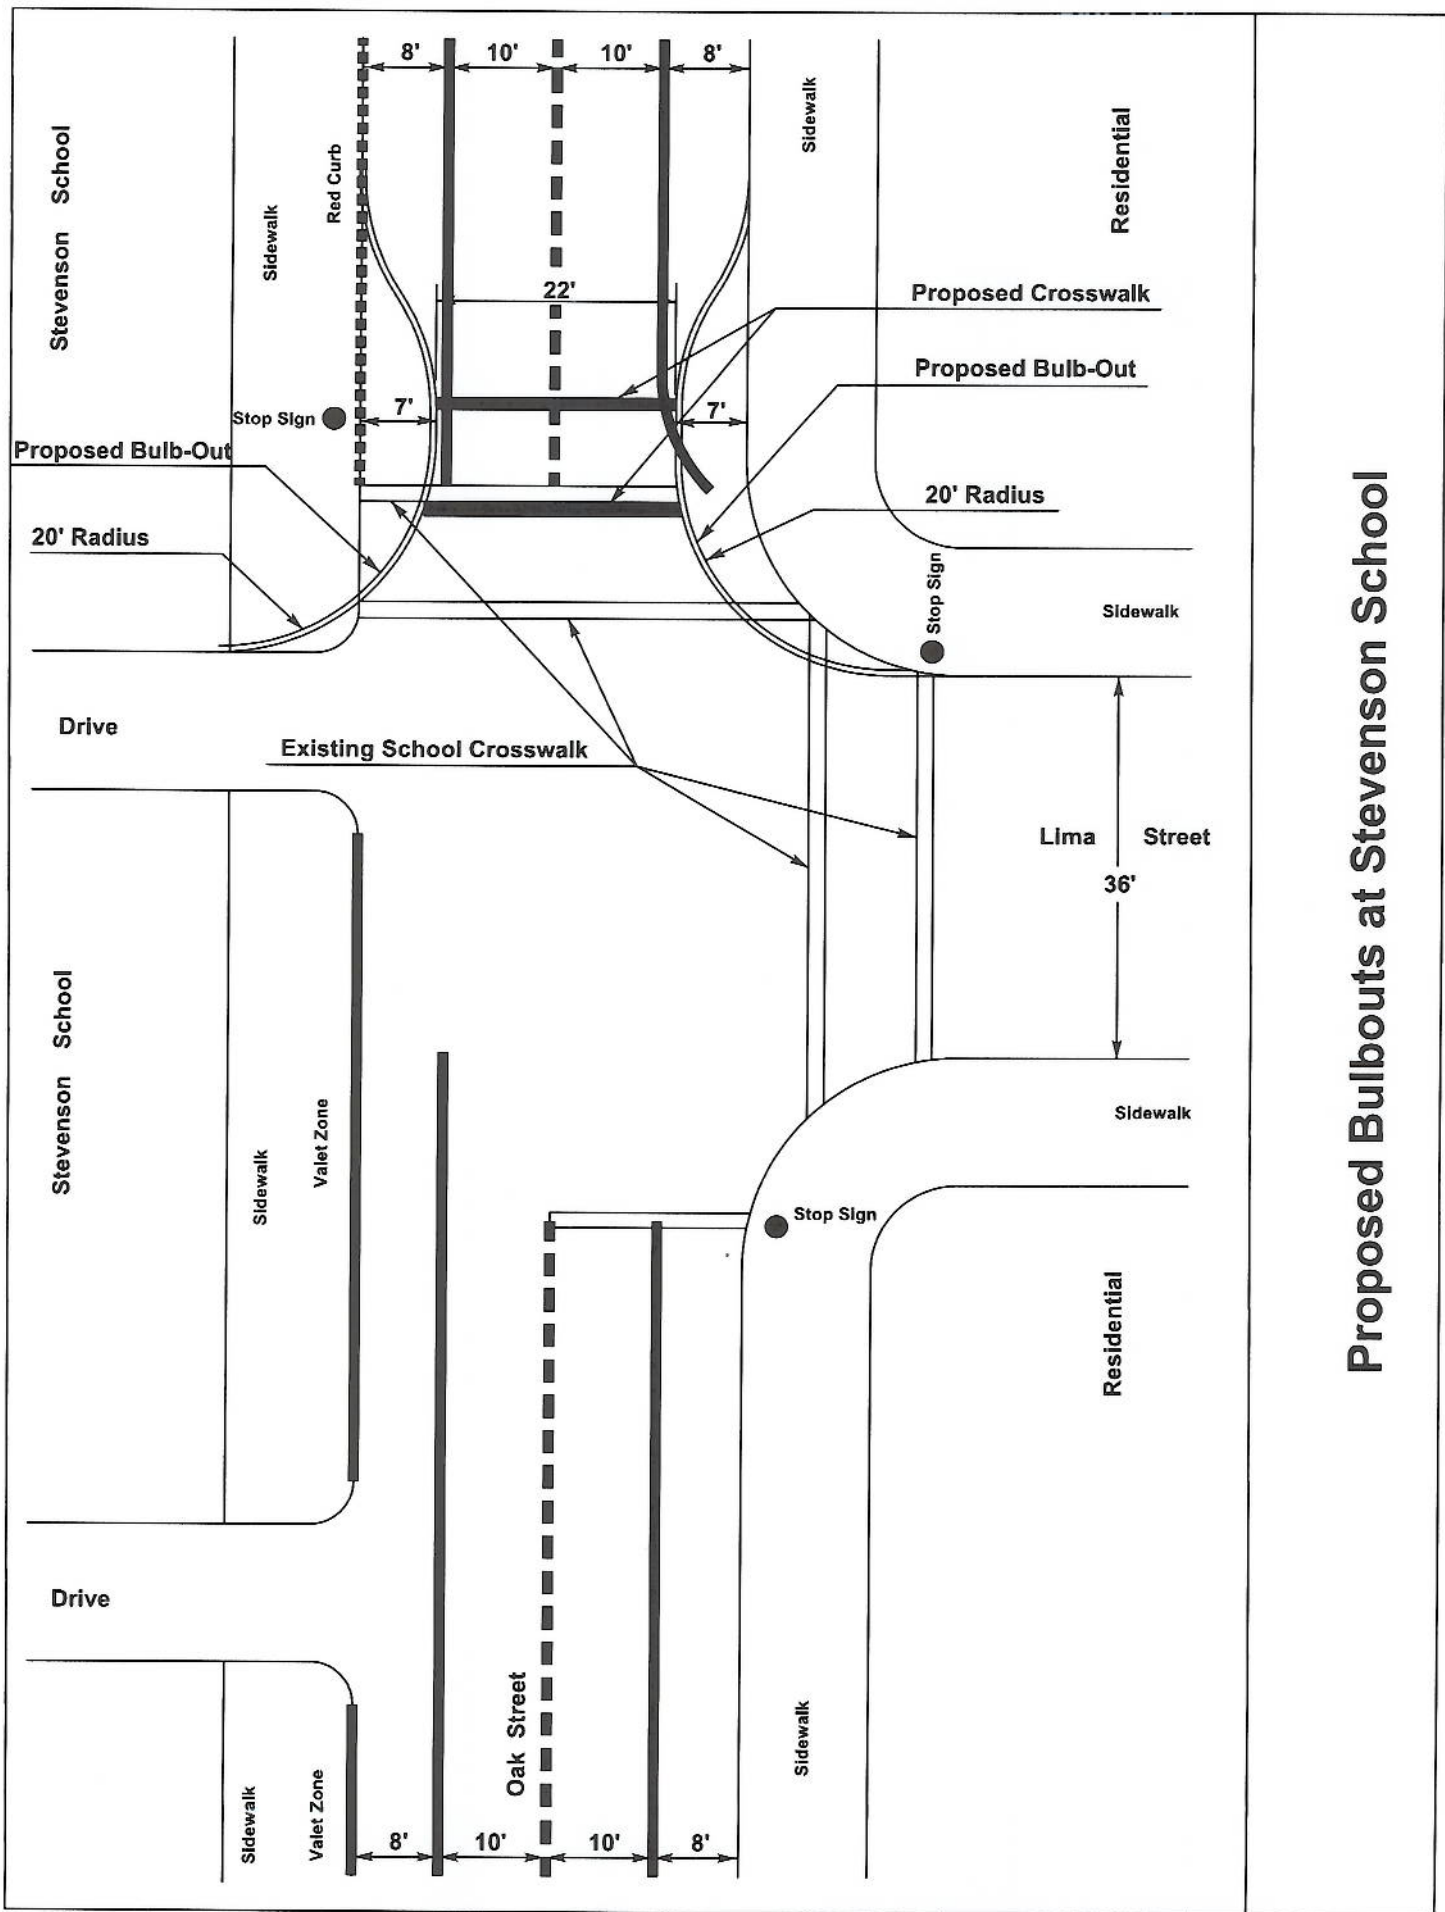 8'
10'
10'
8'
Stevenson School
Sidewalk
Red Curb
Sidewalk
Residential
22'
Proposed Crosswalk
Proposed Bulb-Out
7'
7'
Stop Sign
Proposed Bulb-Out
20' Radius
20' Radius
Stop Sign
Sidewalk
Drive
Existing School Crosswalk
Lima Street
36'
Stevenson School
Sidewalk
Valet Zone
Sidewalk
Stop Sign
Residential
Drive
Oak Street
Sidewalk
Sidewalk
Valet Zone
8'
10'
10'
8'
Proposed Bulbouts at Stevenson School